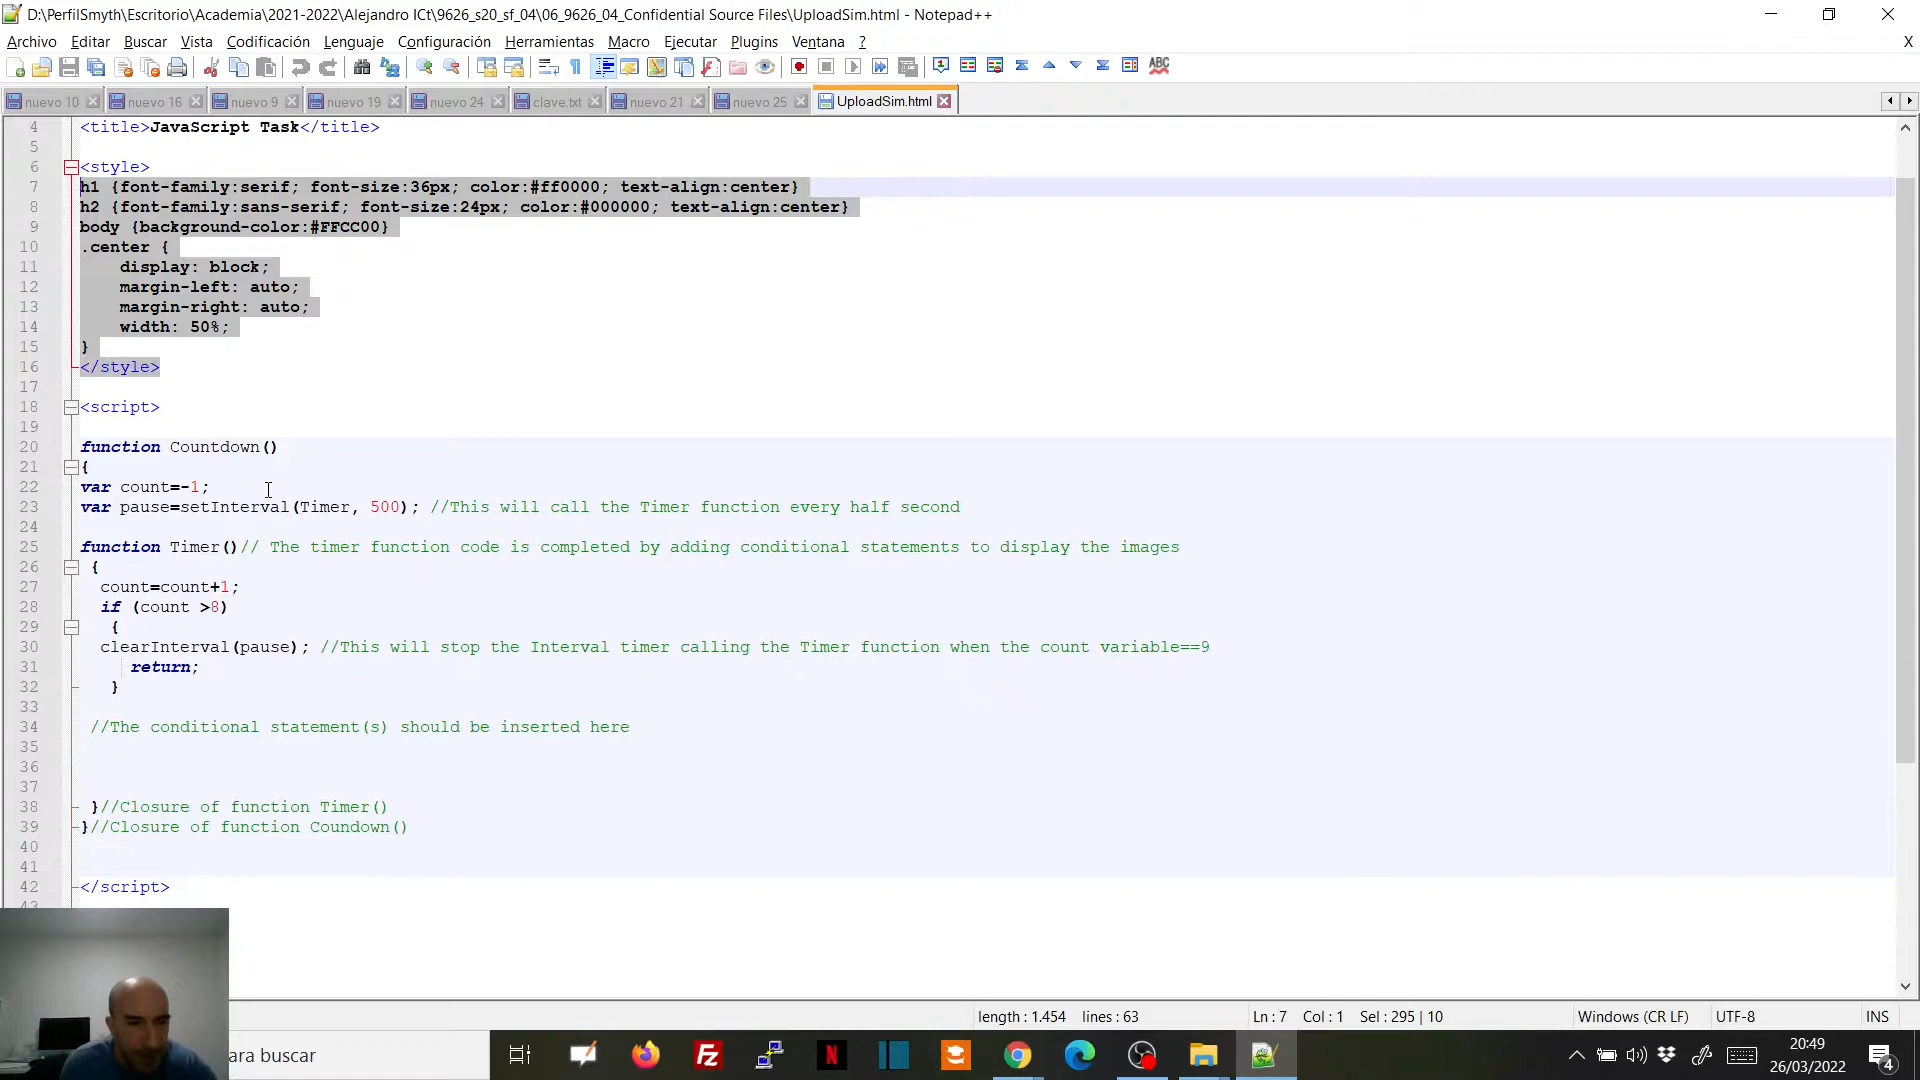 D:\PerfilSmyth\Escritorio\Academia\2021-2022\Alejandro ICt\9626_s20_sf_04\06_9626_04_Confidential Source Files\UploadSim.html - Notepad++
Archivo Editar Buscar Vista Codificación Lenguaje Configuración Herramientas Macro Ejecutar Plugins Ventana ? X
ABC
nuevo 10 nuevo 16 nuevo 9 nuevo 19 nuevo 24 clave.txt nuevo 21 nuevo 25 UploadSim.html
4 <title>JavaScript Task</title>
5
6 <style>
7 h1 {font-family:serif; font-size:36px; color:#ff0000; text-align:center}
8 h2 {font-family:sans-serif; font-size:24px; color:#000000; text-align:center}
9 body {background-color:#FFCC00}
10 .center {
11 display: block;
12 margin-left: auto;
13 margin-right: auto;
14 width: 50%;
15 }
16 </style>
17
18 <script>
19
20 function Countdown()
21 {
22 var count=-1;
23 var pause=setInterval(Timer, 500); //This will call the Timer function every half second
24
25 function Timer()// The timer function code is completed by adding conditional statements to display the images
26 {
27 count=count+1;
28 if (count >8)
29 {
30 clearInterval(pause); //This will stop the Interval timer calling the Timer function when the count variable==9
31 return;
32 }
33
34 //The conditional statement(s) should be inserted here
35
36
37
38 }//Closure of function Timer()
39 }//Closure of function Coundown()
40
41
42 </script>
length : 1.454 lines : 63 Ln : 7 Col : 1 Sel : 295 | 10 Windows (CR LF) UTF-8 INS
ara buscar
20:49
26/03/2022
4